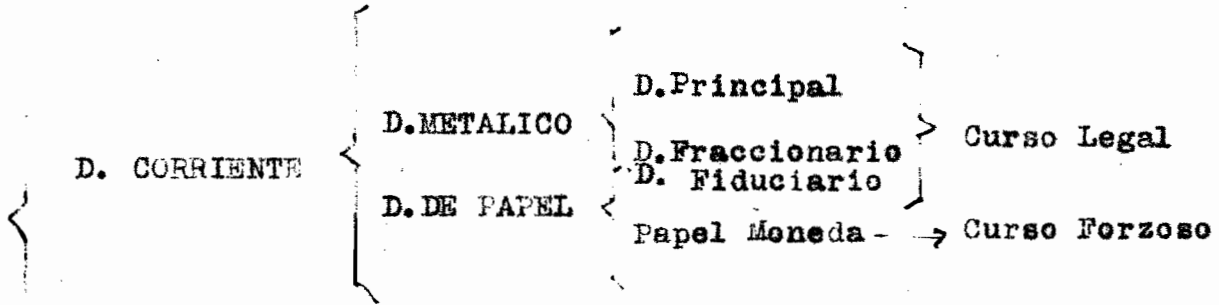 D. CORRIENTE
D.METALICO
D.DE PAPEL
D.Principal
D.Fraccionario
D. Fiduciario
Papel Moneda - →
Curso Legal
Curso Forzoso